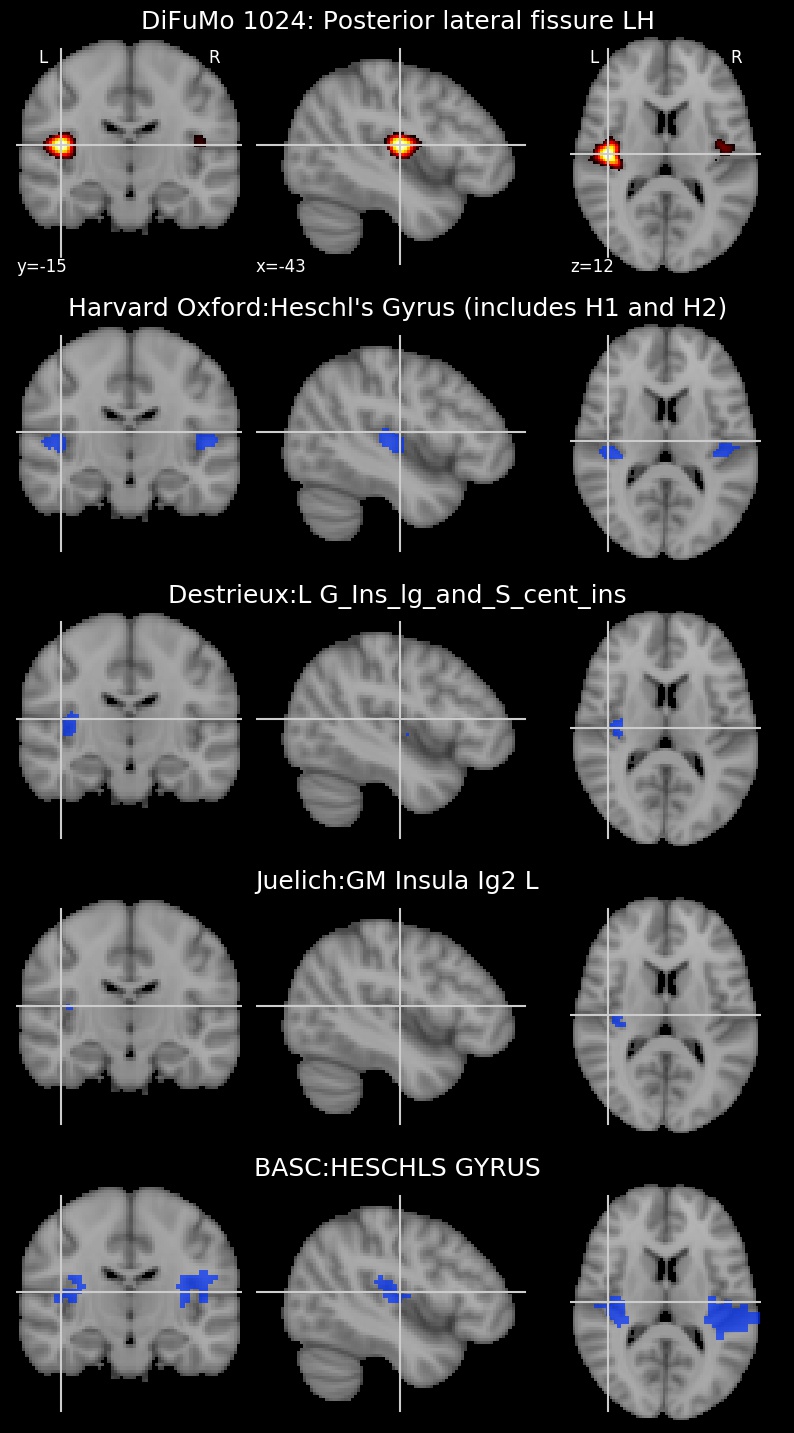 DiFuMo 1024: Posterior lateral fissure LH
L R L R
y=-15 x=-43 z=12
Harvard Oxford:Heschl's Gyrus (includes H1 and H2)
Destrieux:L G_Ins_lg_and_S_cent_ins
Juelich:GM Insula Ig2 L
BASC:HESCHLS GYRUS